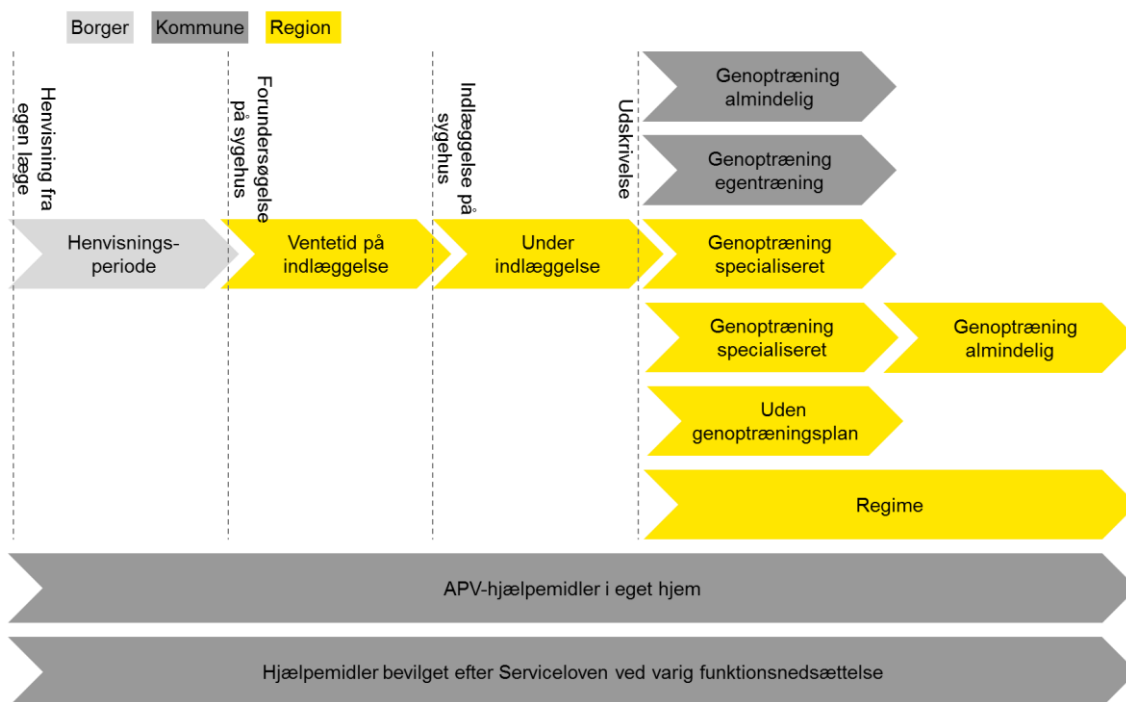 Borger
Kommune
Region
Henvisning fra
egen læge
Forundersøgelse
på sygehus
Indlæggelse på
sygehus
Udskrivelse
Genoptræning
almindelig
Genoptræning
egentræning
Henvisnings-
periode
Ventetid på
indlæggelse
Under
indlæggelse
Genoptræning
specialiseret
Genoptræning
specialiseret
Genoptræning
almindelig
Uden
genoptræningsplan
Regime
APV-hjælpemidler i eget hjem
Hjælpemidler bevilget efter Serviceloven ved varig funktionsnedsættelse